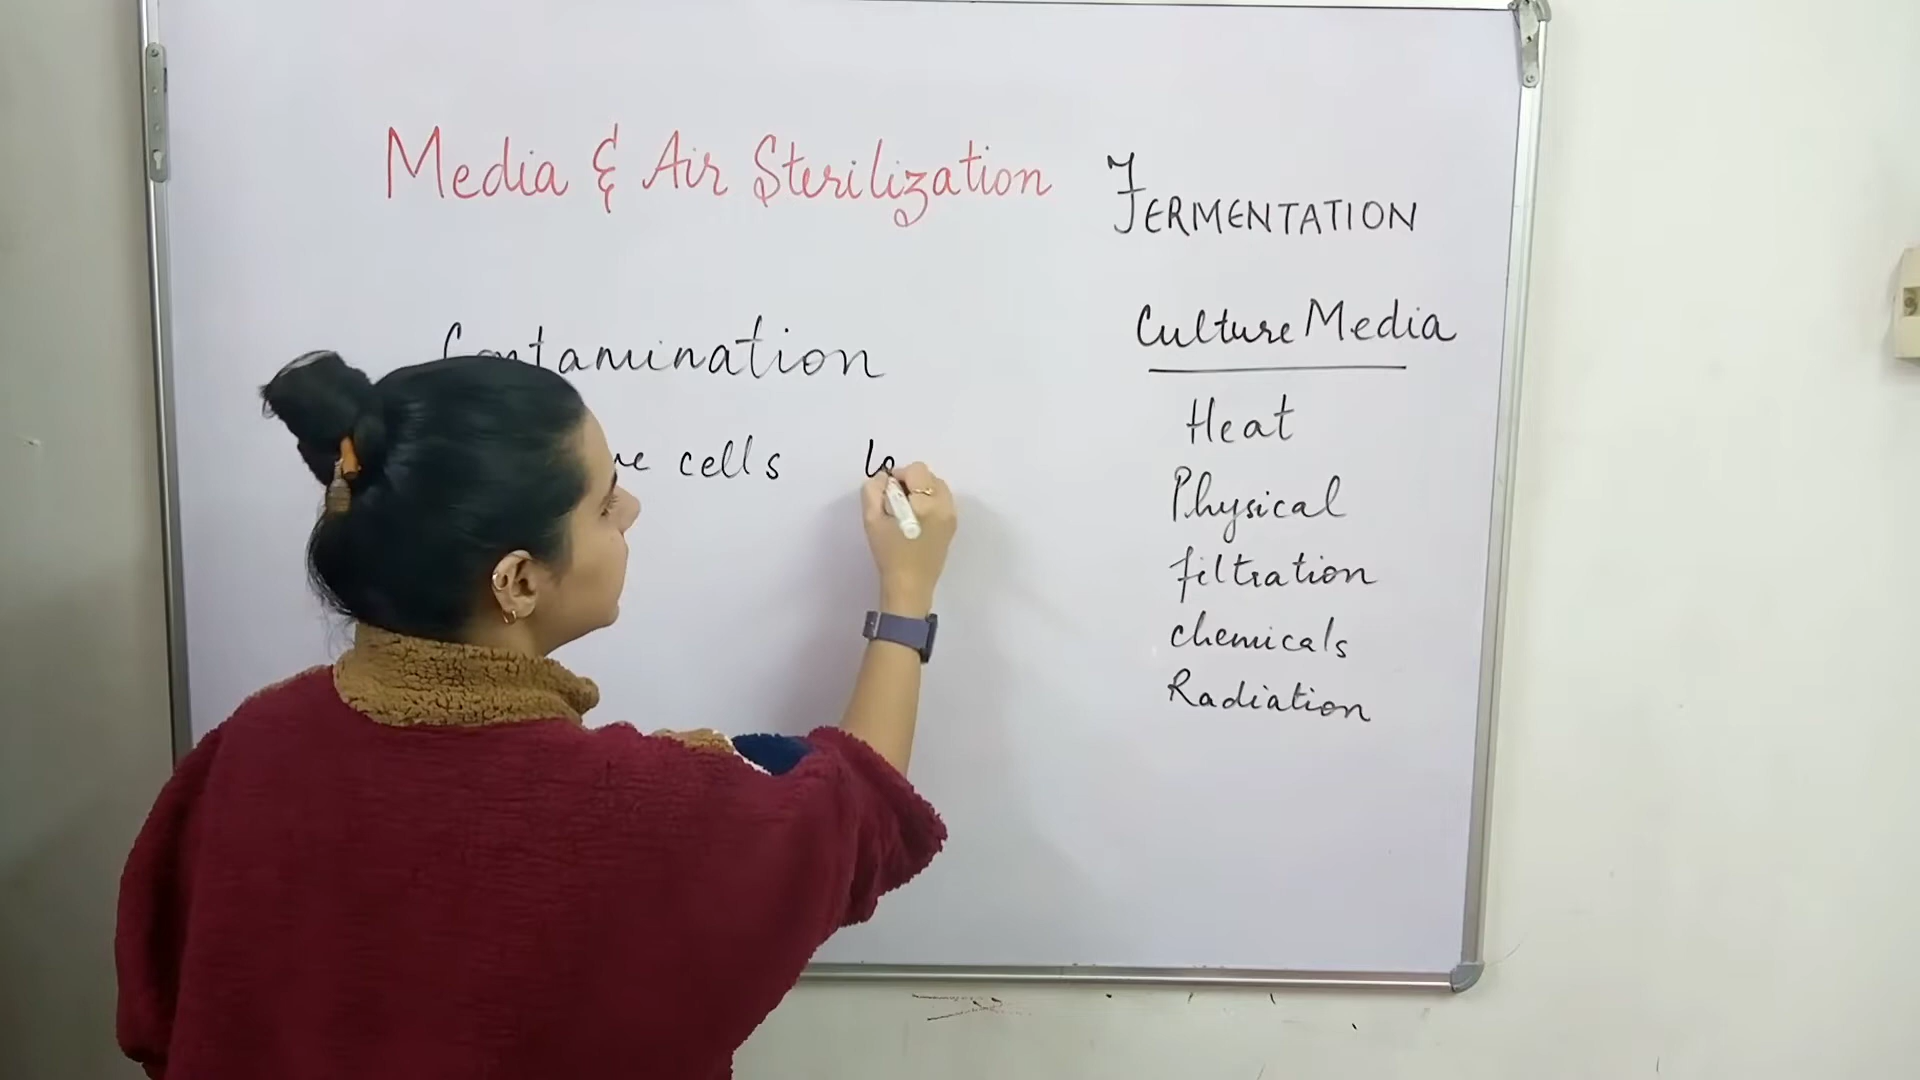 Media & Air Sterilization
FERMENTATION
Contamination
cells
Culture Media
Heat
Physical
filtration
chemicals
Radiation